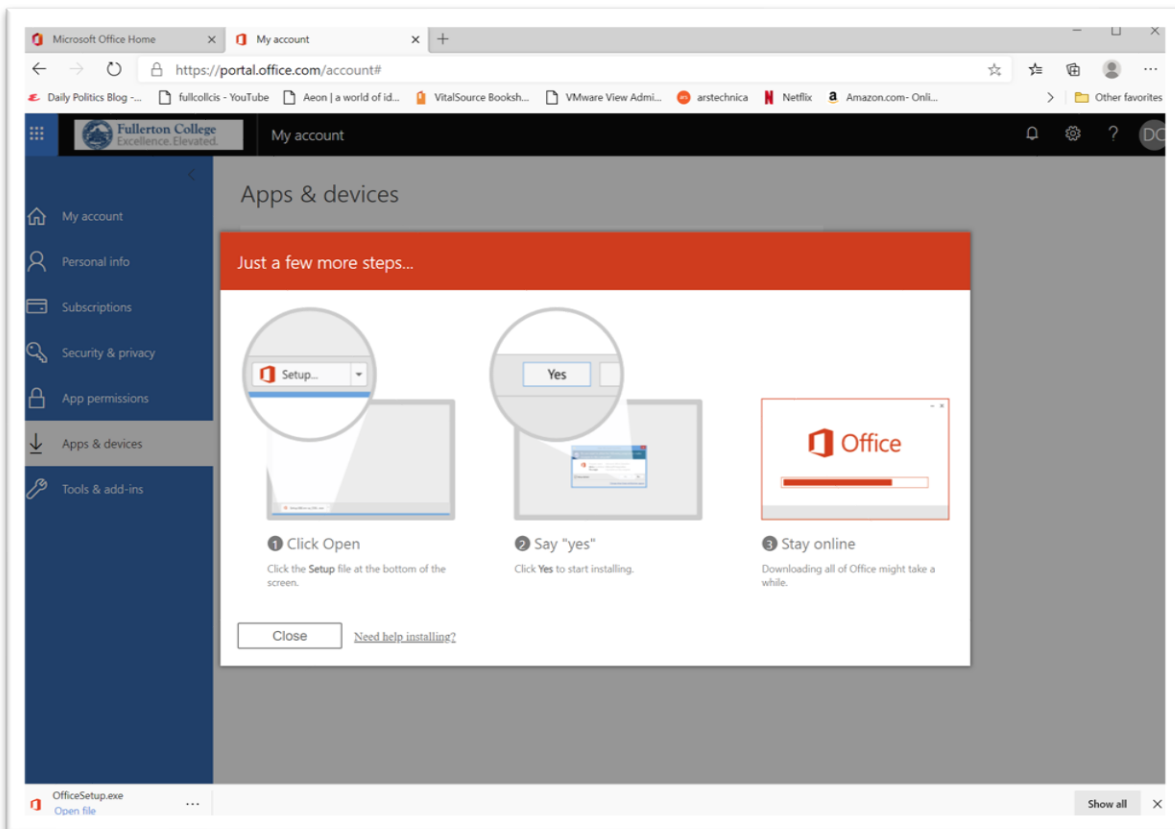 Microsoft Office Home
My account
https://portal.office.com/account#
Daily Politics Blog -...
fullcollcis - YouTube
Aeon | a world of id...
VitalSource Booksh...
VMware View Admi...
arstechnica
Netflix
Amazon.com- Onli...
Other favorites
Fullerton College
Excellence. Elevated.
My account
DC
Apps & devices
My account
Personal info
Subscriptions
Security & privacy
App permissions
Apps & devices
Tools & add-ins
Just a few more steps...
Setup...
Yes
Office
1 Click Open
Click the Setup file at the bottom of the
screen.
2 Say "yes"
Click Yes to start installing.
3 Stay online
Downloading all of Office might take a
while.
Close
Need help installing?
OfficeSetup.exe
Open file
Show all